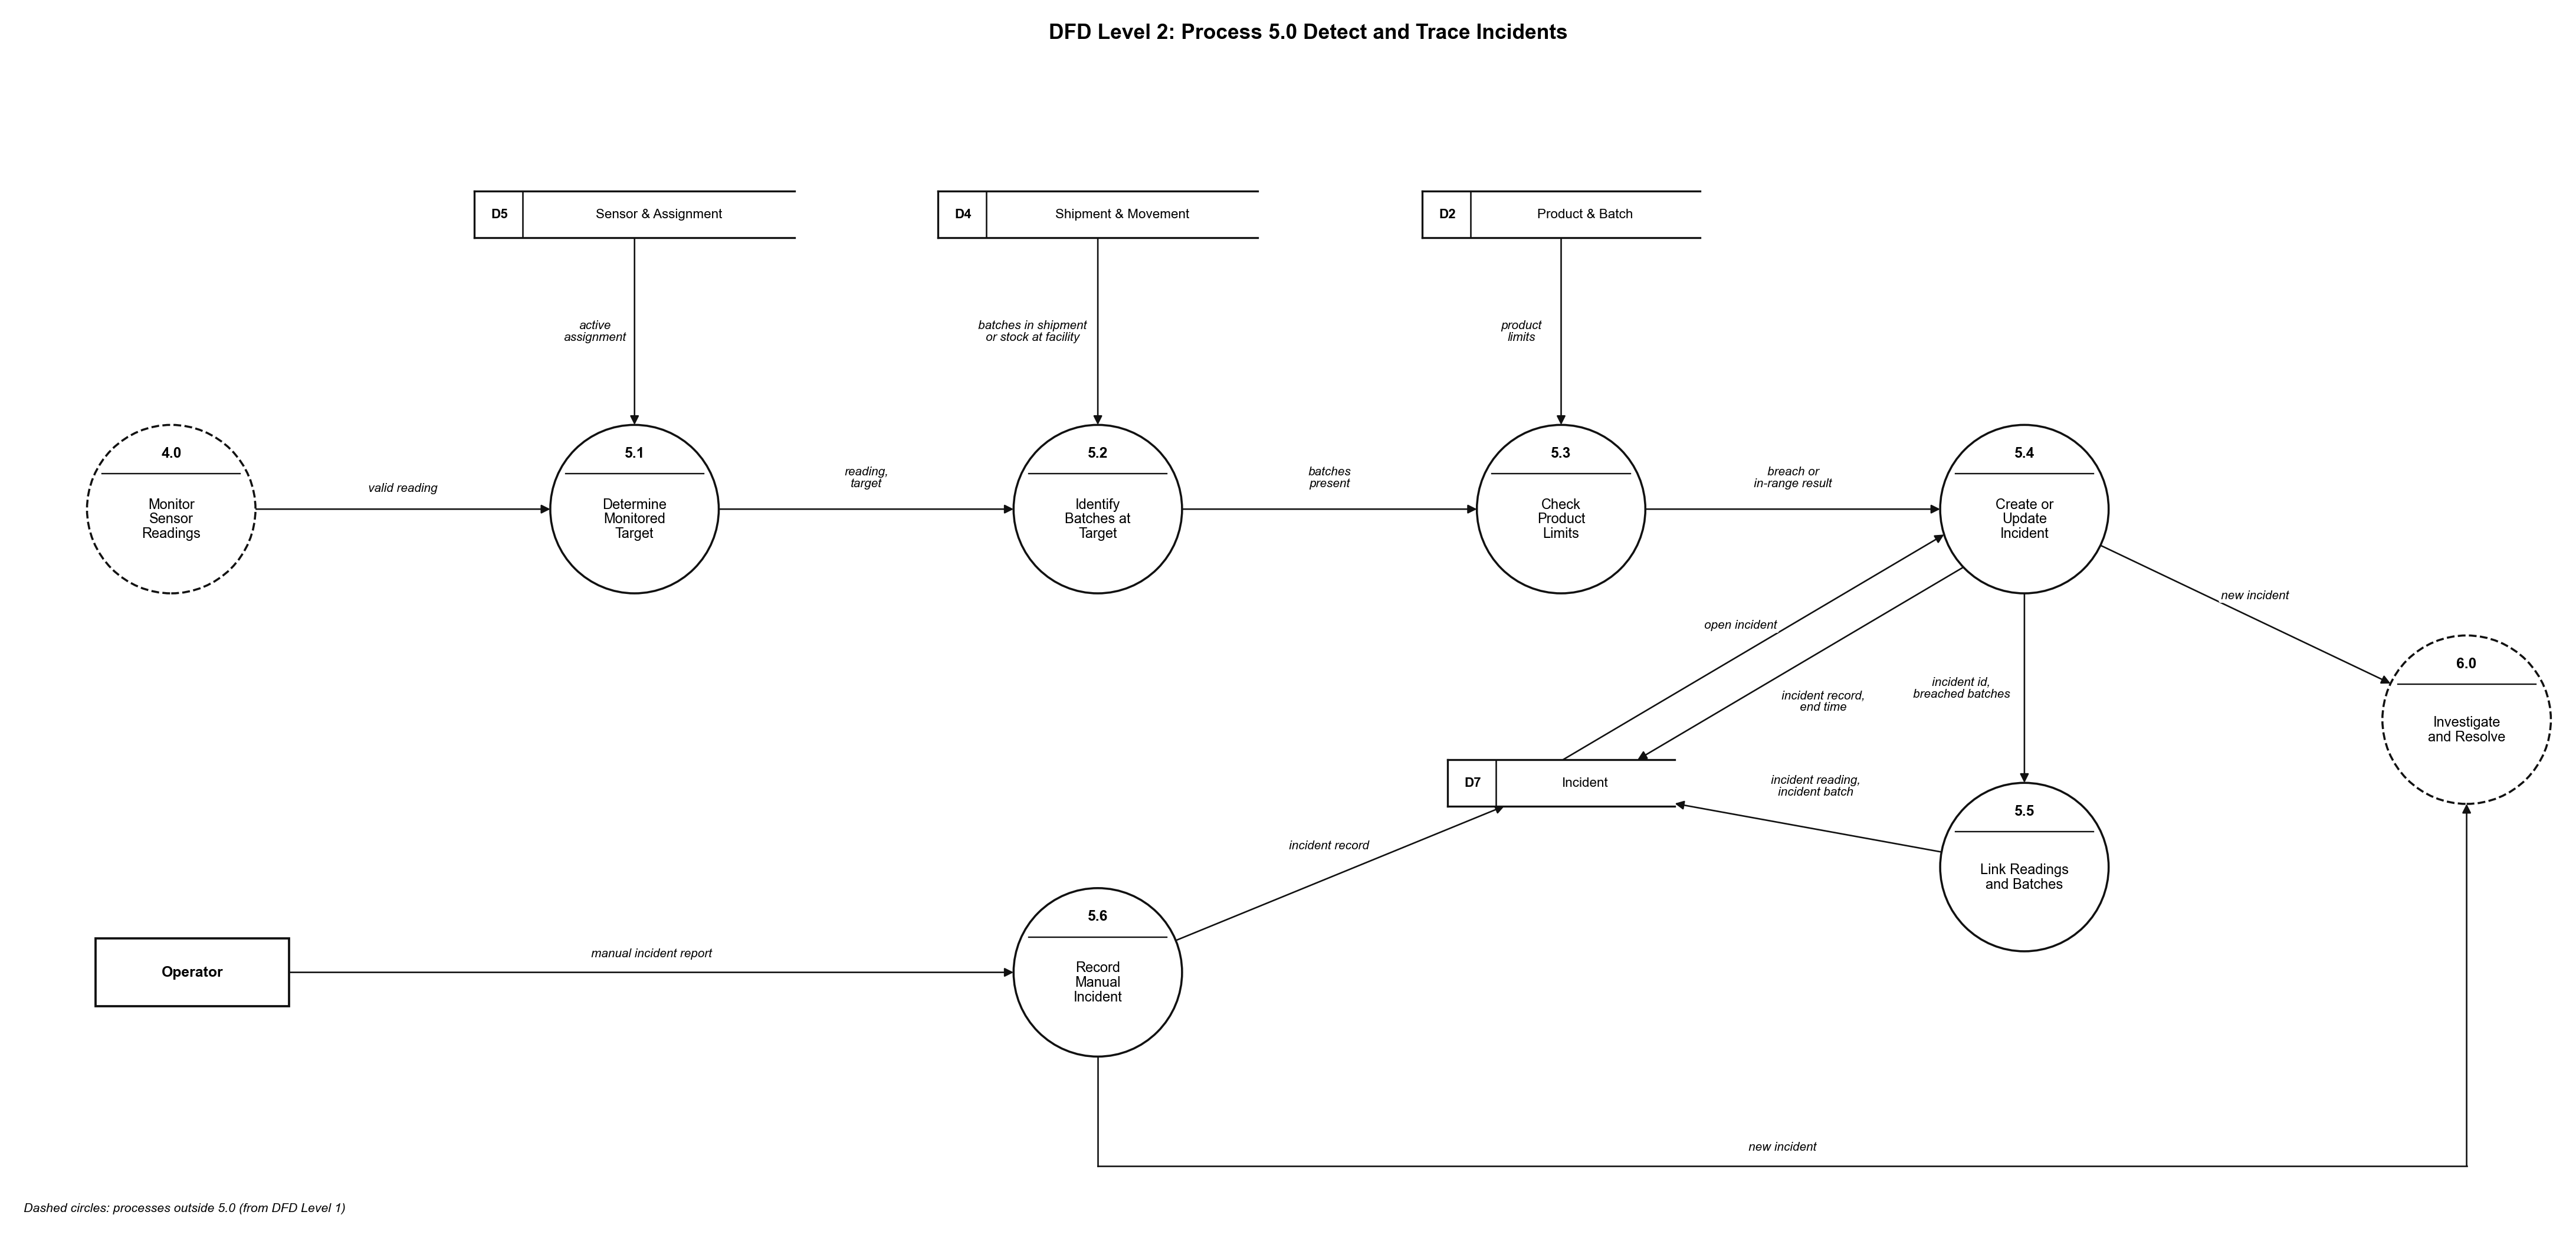 DFD Level 2: Process 5.0 Detect and Trace Incidents
D5
Sensor & Assignment
D4
Shipment & Movement
D2
Product & Batch
active
assignment
batches in shipment
or stock at facility
product
limits
4.0
Monitor
Sensor
Readings
valid reading
5.1
Determine
Monitored
Target
reading,
target
5.2
Identify
Batches at
Target
batches
present
5.3
Check
Product
Limits
breach or
in-range result
5.4
Create or
Update
Incident
new incident
open incident
incident record,
end time
incident id,
breached batches
6.0
Investigate
and Resolve
D7
Incident
incident reading,
incident batch
5.5
Link Readings
and Batches
incident record
Operator
manual incident report
5.6
Record
Manual
Incident
new incident
Dashed circles: processes outside 5.0 (from DFD Level 1)